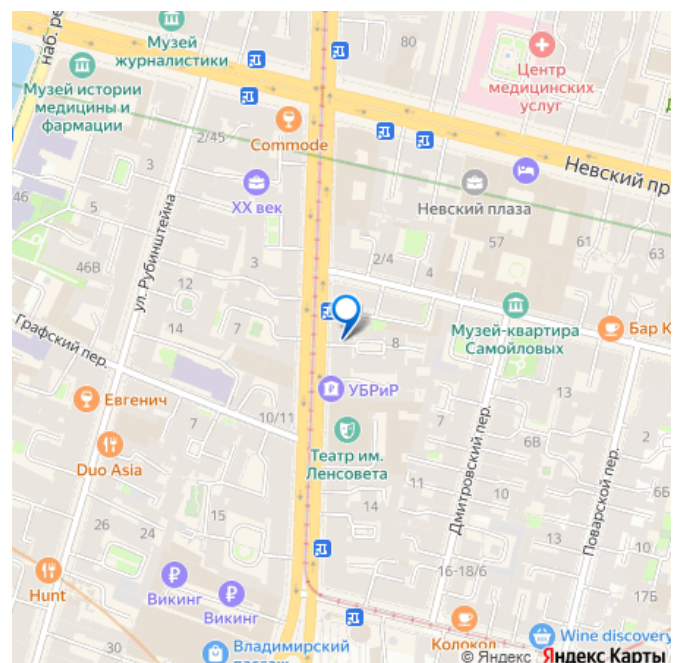 наб. ре
Музей
журналистики
80
Центр
медицинских
услуг
Музей истории
медицины и
фармации
Commode
2/45
3
Невский пр
46
5
ХХ век
Невский плаза
ул. Рубинштейна
57
61
63
46В
3
2/4
4
12
Графский пер.
14
7
8
Музей-квартира
Самойловых
Бар К
УБРиР
Евгенич
10/11
7
13
Театр им.
Ленсовета
Дмитровский пер.
6В
2
Поварской пер.
Duo Asia
11
6Б
26
24
15
14
13
Hunt
Викинг
Викинг
16-18/6
17Б
30
Владимирский
пассаж
Колокол
Wine discovery
© Яндекс
Яндекс Карты